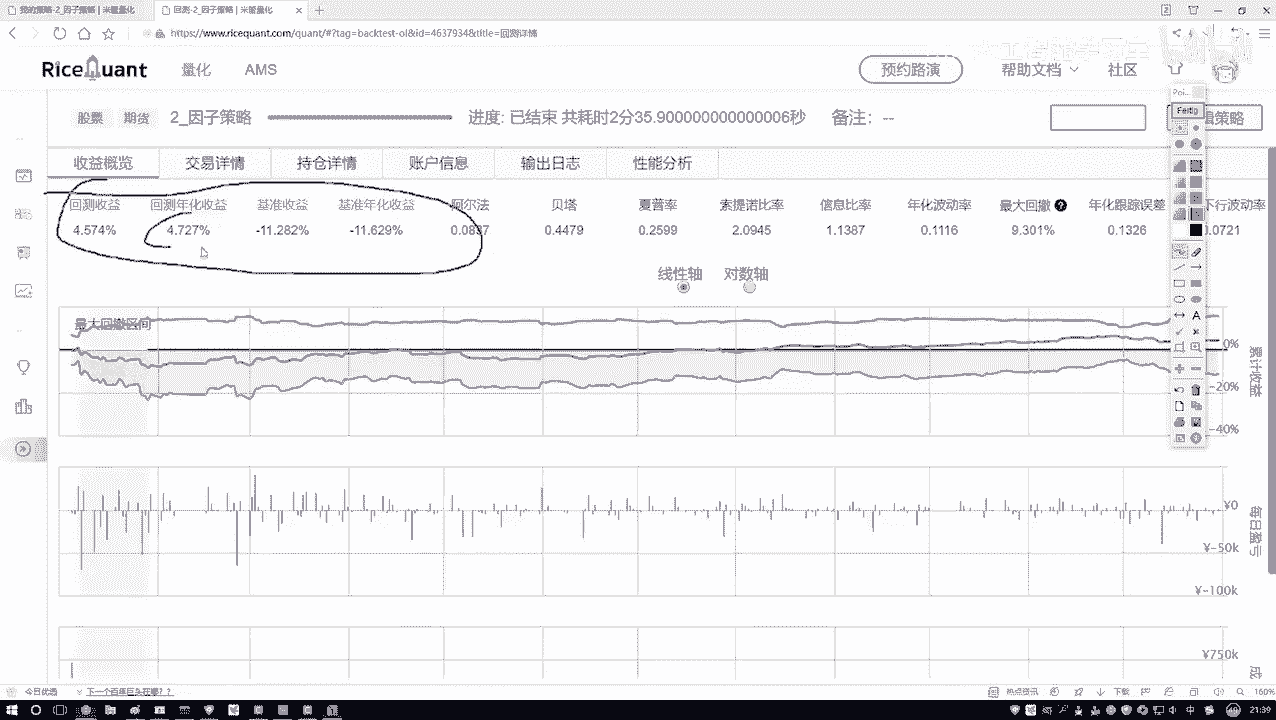 我的策略-2_因子策略 | 米筐量化
回测-2_因子策略 | 米筐量化
https://www.ricequant.com/quant/#?tag=backtest-ol&id=4637934&title=回测详情
RiceQuant 量化 AMS 预约路演 帮助文档 社区
股票 期货 2_因子策略 进度: 已结束 共耗时2分35.900000000000006秒 备注: -- 策略
收益概览 交易详情 持仓详情 账户信息 输出日志 性能分析
回测收益 回测年化收益 基准收益 基准年化收益 阿尔法 贝塔 夏普率 索提诺比率 信息比率 年化波动率 最大回撤 年化跟踪误差 下行波动率
4.574% 4.727% -11.282% -11.629% 0.4479 0.2599 2.0945 1.1387 0.1116 9.301% 0.1326 0.0721
线性轴 对数轴
最大回撤区间
0%
-20%
-40%
累计收益
¥0
¥-50k
¥-100k
每日盈亏
¥750k
成
今日优选
热点资讯 下载 160%
21:39